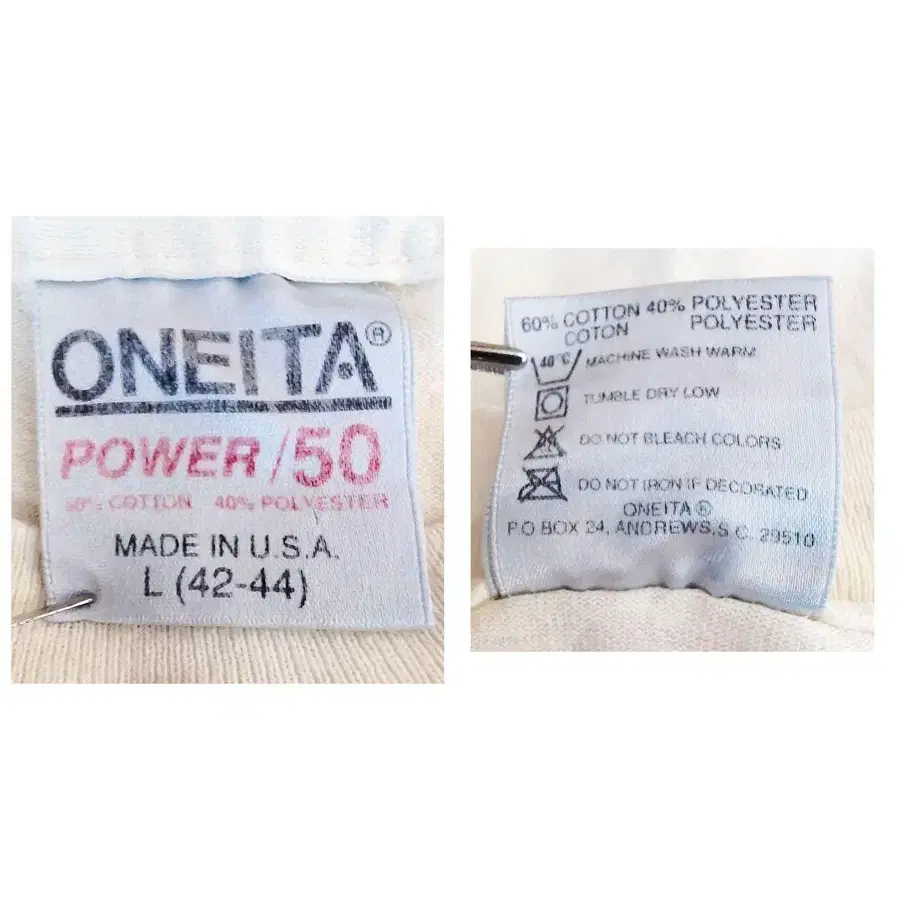 ONEITA®
POWER/50
60% COTTON 40% POLYESTER
MADE IN U.S.A.
L (42-44)
60% COTTON 40% POLYESTER
COTON POLYESTER
40°C MACHINE WASH WARM
TUMBLE DRY LOW
DO NOT BLEACH COLORS
DO NOT IRON IF DECORATED
ONEITA®
P.O BOX 24, ANDREWS,S.C. 29510